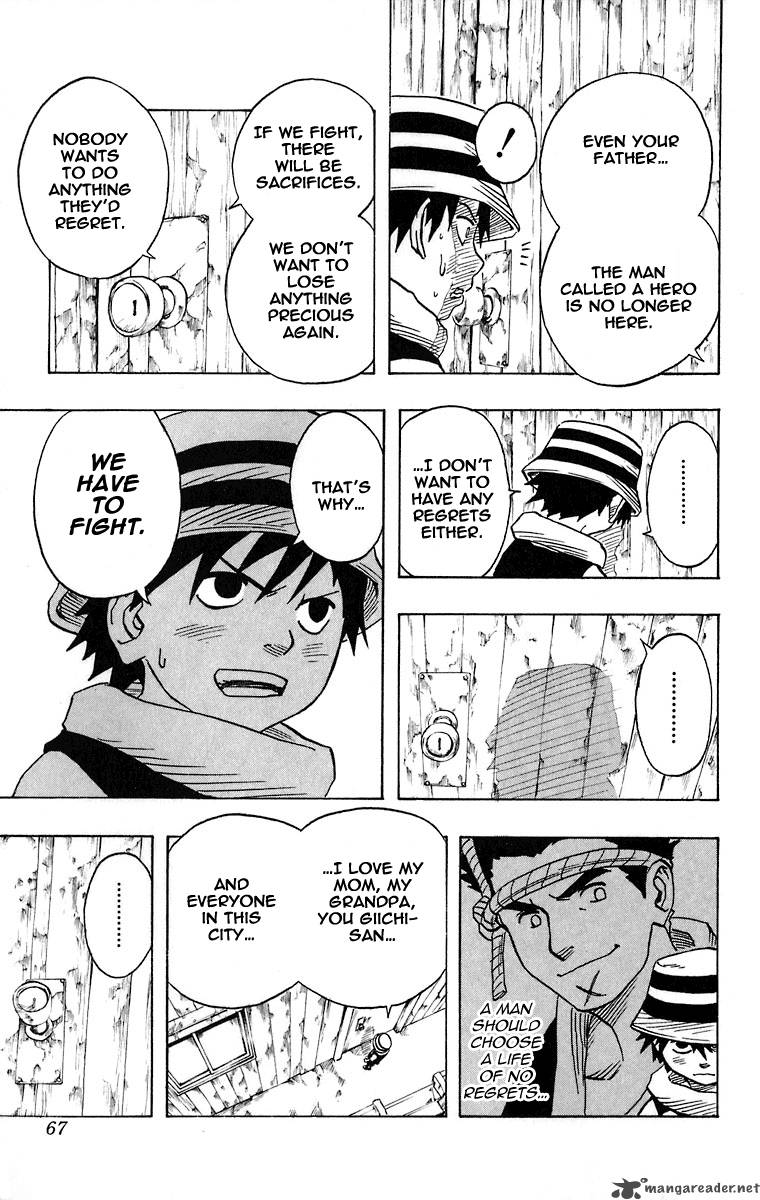 EVEN YOUR
FATHER...
!
THE MAN
CALLED A HERO
IS NO LONGER
HERE.
IF WE FIGHT,
THERE
WILL BE
SACRIFICES.
WE DON'T
WANT TO
LOSE
ANYTHING
PRECIOUS
AGAIN.
NOBODY
WANTS
TO DO
ANYTHING
THEY'D
REGRET.
.........
...I DON'T
WANT TO
HAVE ANY
REGRETS
EITHER.
.........
THAT'S
WHY...
WE
HAVE
TO
FIGHT.
A MAN
SHOULD
CHOOSE
A LIFE
OF NO
REGRETS...
...I LOVE MY
MOM, MY
GRANDPA,
YOU GIICHI-
SAN...
AND
EVERYONE
IN THIS
CITY...
.........
67
mangareader.net